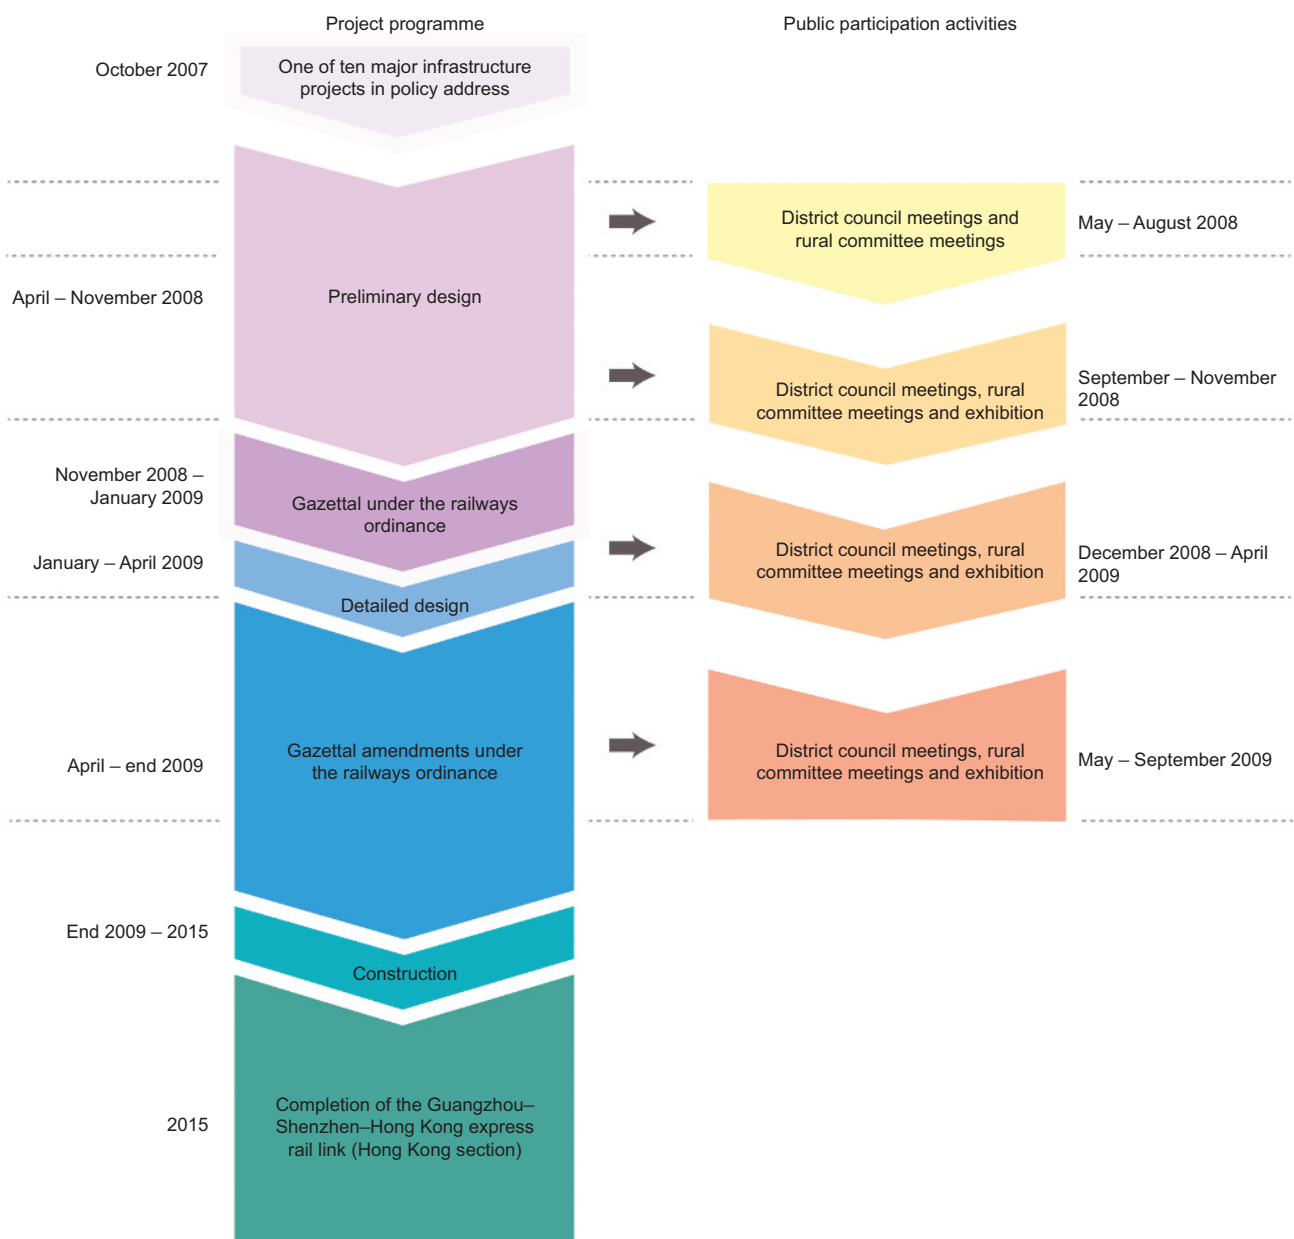 Project programme
Public participation activities
October 2007
One of ten major infrastructure
projects in policy address
District council meetings and
rural committee meetings
May – August 2008
April – November 2008
Preliminary design
District council meetings, rural
committee meetings and exhibition
September – November
2008
November 2008 –
January 2009
Gazettal under the railways
ordinance
January – April 2009
Detailed design
District council meetings, rural
committee meetings and exhibition
December 2008 – April
2009
April – end 2009
Gazettal amendments under
the railways ordinance
District council meetings, rural
committee meetings and exhibition
May – September 2009
End 2009 – 2015
Construction
2015
Completion of the Guangzhou–
Shenzhen–Hong Kong express
rail link (Hong Kong section)